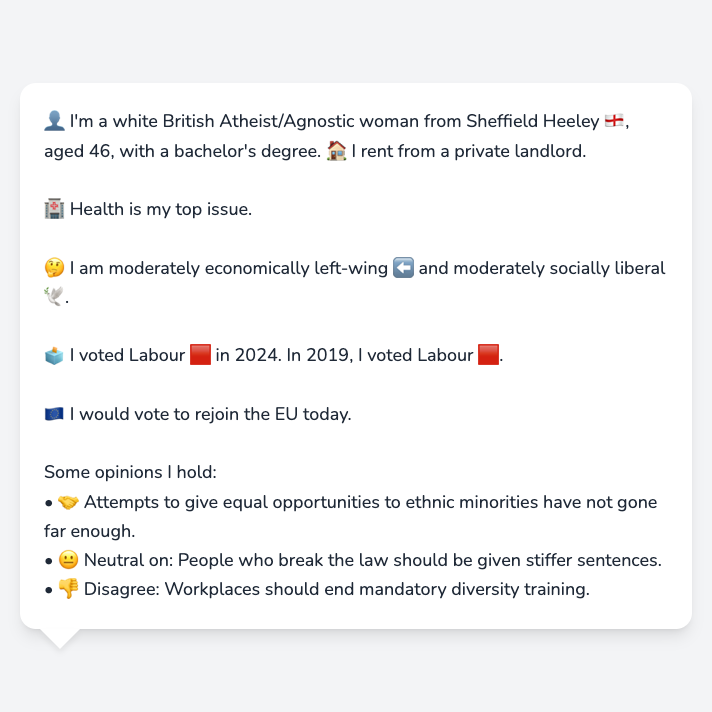 👤 I'm a white British Atheist/Agnostic woman from Sheffield Heeley 🏴󠁧󠁢󠁥󠁮󠁧󠁿,
aged 46, with a bachelor's degree. 🏠 I rent from a private landlord.
🏥 Health is my top issue.
🤔 I am moderately economically left-wing ⬅️ and moderately socially liberal
🕊️.
🗳️ I voted Labour 🟥 in 2024. In 2019, I voted Labour 🟥.
🇪🇺 I would vote to rejoin the EU today.
Some opinions I hold:
• 🤝 Attempts to give equal opportunities to ethnic minorities have not gone
far enough.
• 😐 Neutral on: People who break the law should be given stiffer sentences.
• 👎 Disagree: Workplaces should end mandatory diversity training.